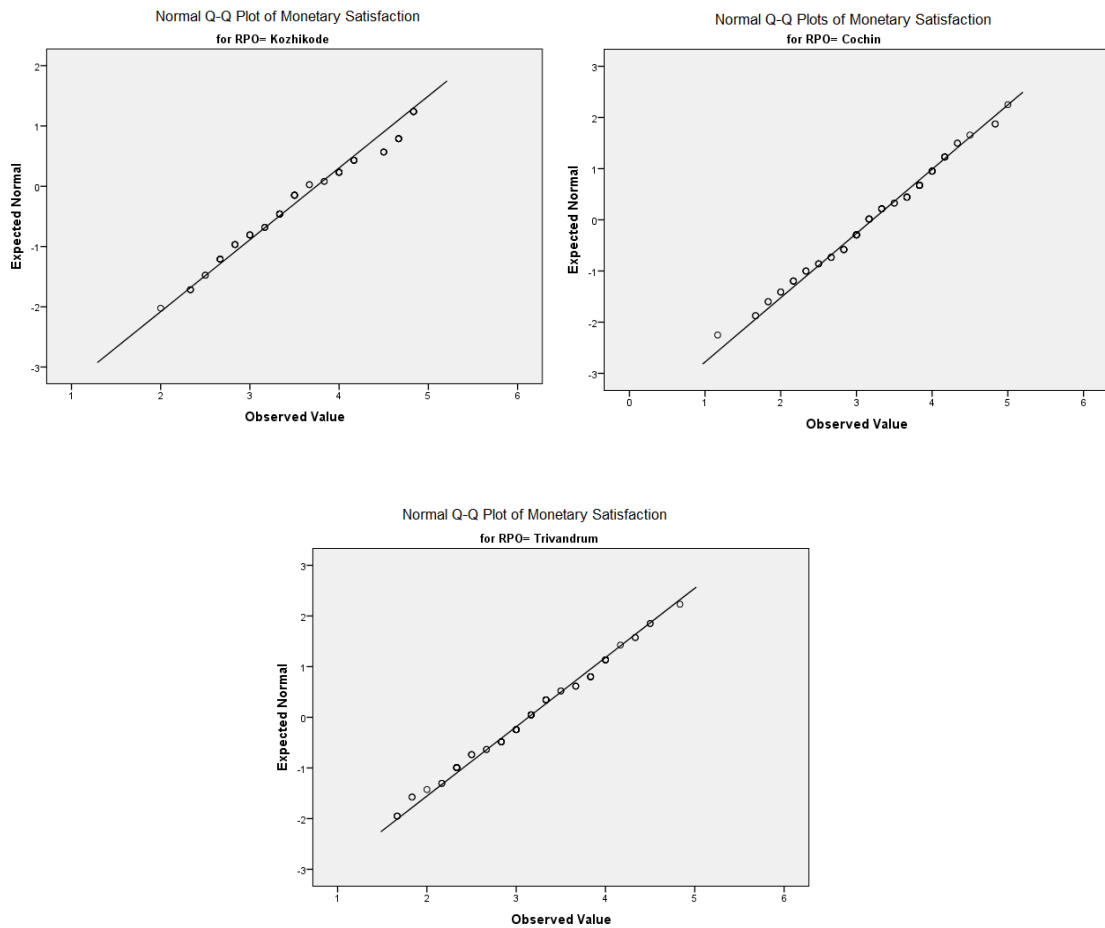 Normal Q-Q Plot of Monetary Satisfaction
for RPO= Kozhikode
2
1
0
-1
-2
-3
Expected Normal
1 2 3 4 5 6
Observed Value
Normal Q-Q Plots of Monetary Satisfaction
for RPO= Cochin
3
2
1
0
-1
-2
-3
Expected Normal
0 1 2 3 4 5 6
Observed Value
Normal Q-Q Plot of Monetary Satisfaction
for RPO= Trivandrum
3
2
1
0
-1
-2
-3
Expected Normal
1 2 3 4 5 6
Observed Value